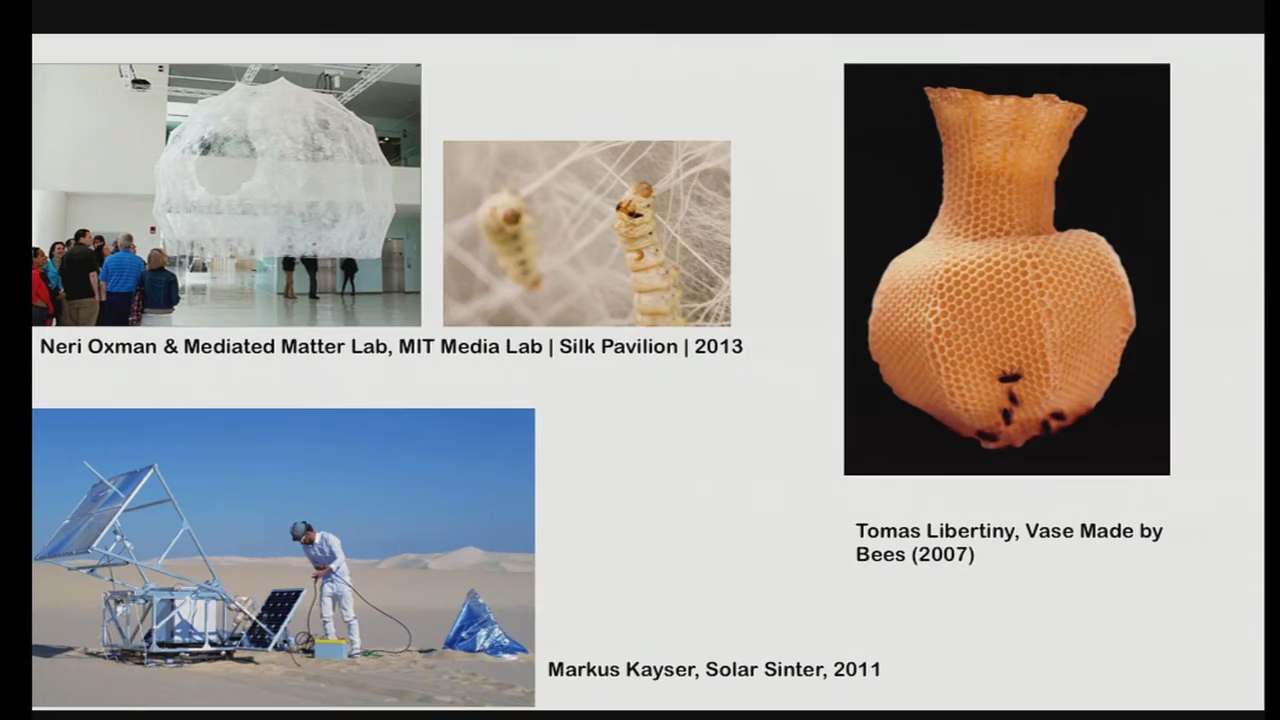 Neri Oxman & Mediated Matter Lab, MIT Media Lab | Silk Pavilion | 2013
Tomas Libertiny, Vase Made by
Bees (2007)
Markus Kayser, Solar Sinter, 2011